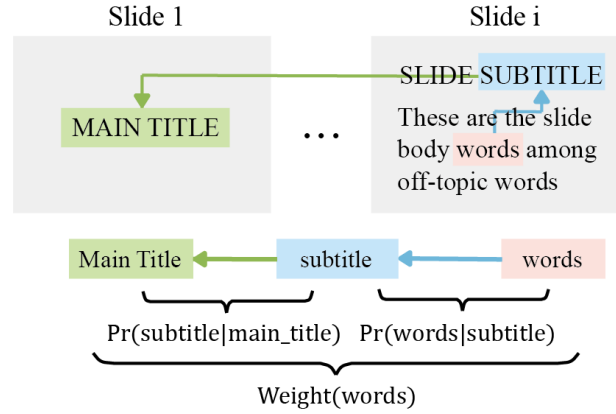 Slide 1
Slide i
MAIN TITLE
...
SLIDE SUBTITLE
These are the slide
body words among
off-topic words
Main Title
subtitle
words
Pr(subtitle|main_title)
Pr(words|subtitle)
Weight(words)